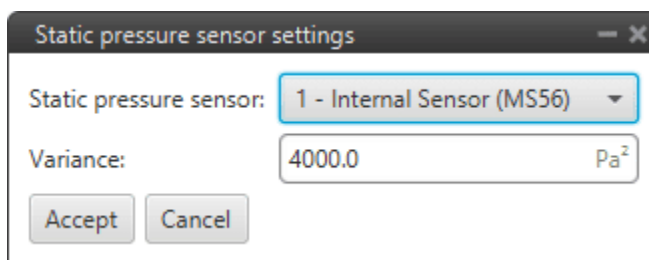 Static pressure sensor settings
Static pressure sensor: 1 - Internal Sensor (MS56)
Variance: 4000.0 Pa²
Accept Cancel